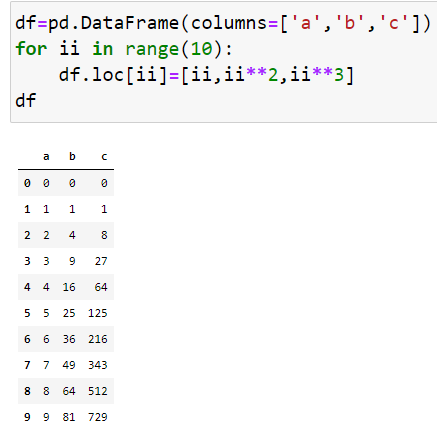 df=pd.DataFrame(columns=['a','b','c'])
for ii in range(10):
    df.loc[ii]=[ii,ii**2,ii**3]
df
a b c
0 0 0 0
1 1 1 1
2 2 4 8
3 3 9 27
4 4 16 64
5 5 25 125
6 6 36 216
7 7 49 343
8 8 64 512
9 9 81 729